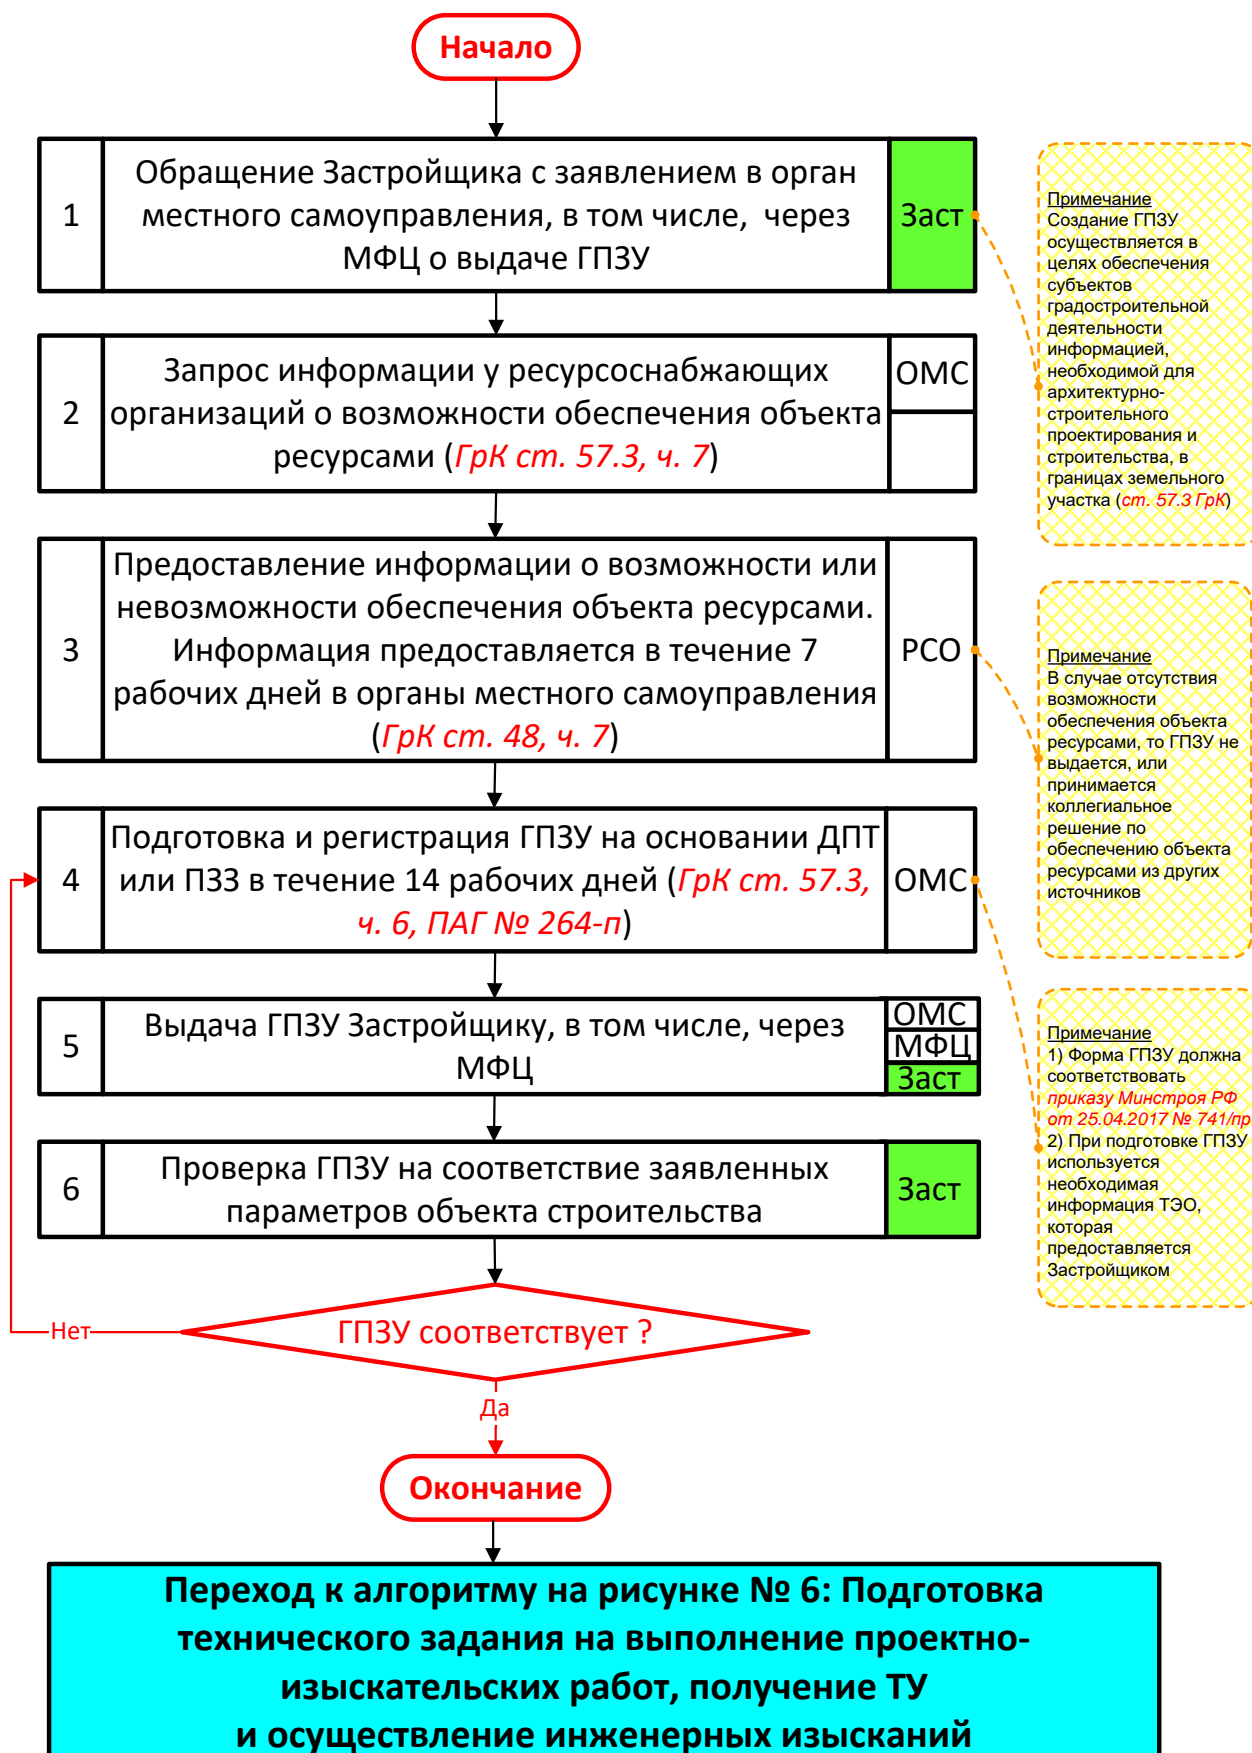 Начало
1
Обращение Застройщика с заявлением в орган
местного самоуправления, в том числе, через
МФЦ о выдаче ГПЗУ
Заст
Примечание
Создание ГПЗУ
осуществляется в
целях обеспечения
субъектов
градостроительной
деятельности
информацией,
необходимой для
архитектурно-
строительного
проектирования и
строительства, в
границах земельного
участка (ст. 57.3 ГрК)
2
Запрос информации у ресурсоснабжающих
организаций о возможности обеспечения объекта
ресурсами (ГрК ст. 57.3, ч. 7)
ОМС
3
Предоставление информации о возможности или
невозможности обеспечения объекта ресурсами.
Информация предоставляется в течение 7
рабочих дней в органы местного самоуправления
(ГрК ст. 48, ч. 7)
РСО
Примечание
В случае отсутствия
возможности
обеспечения объекта
ресурсами, то ГПЗУ не
выдается, или
принимается
коллегиальное
решение по
обеспечению объекта
ресурсами из других
источников
4
Подготовка и регистрация ГПЗУ на основании ДПТ
или ПЗЗ в течение 14 рабочих дней (ГрК ст. 57.3,
ч. 6, ПАГ № 264-п)
ОМС
5
Выдача ГПЗУ Застройщику, в том числе, через
МФЦ
ОМС
МФЦ
Заст
Примечание
1) Форма ГПЗУ должна
соответствовать
приказу Минстроя РФ
от 25.04.2017 № 741/пр
2) При подготовке ГПЗУ
используется
необходимая
информация ТЭО,
которая
предоставляется
Застройщиком
6
Проверка ГПЗУ на соответствие заявленных
параметров объекта строительства
Заст
ГПЗУ соответствует ?
Нет
Да
Окончание
Переход к алгоритму на рисунке № 6: Подготовка
технического задания на выполнение проектно-
изыскательских работ, получение ТУ
и осуществление инженерных изысканий